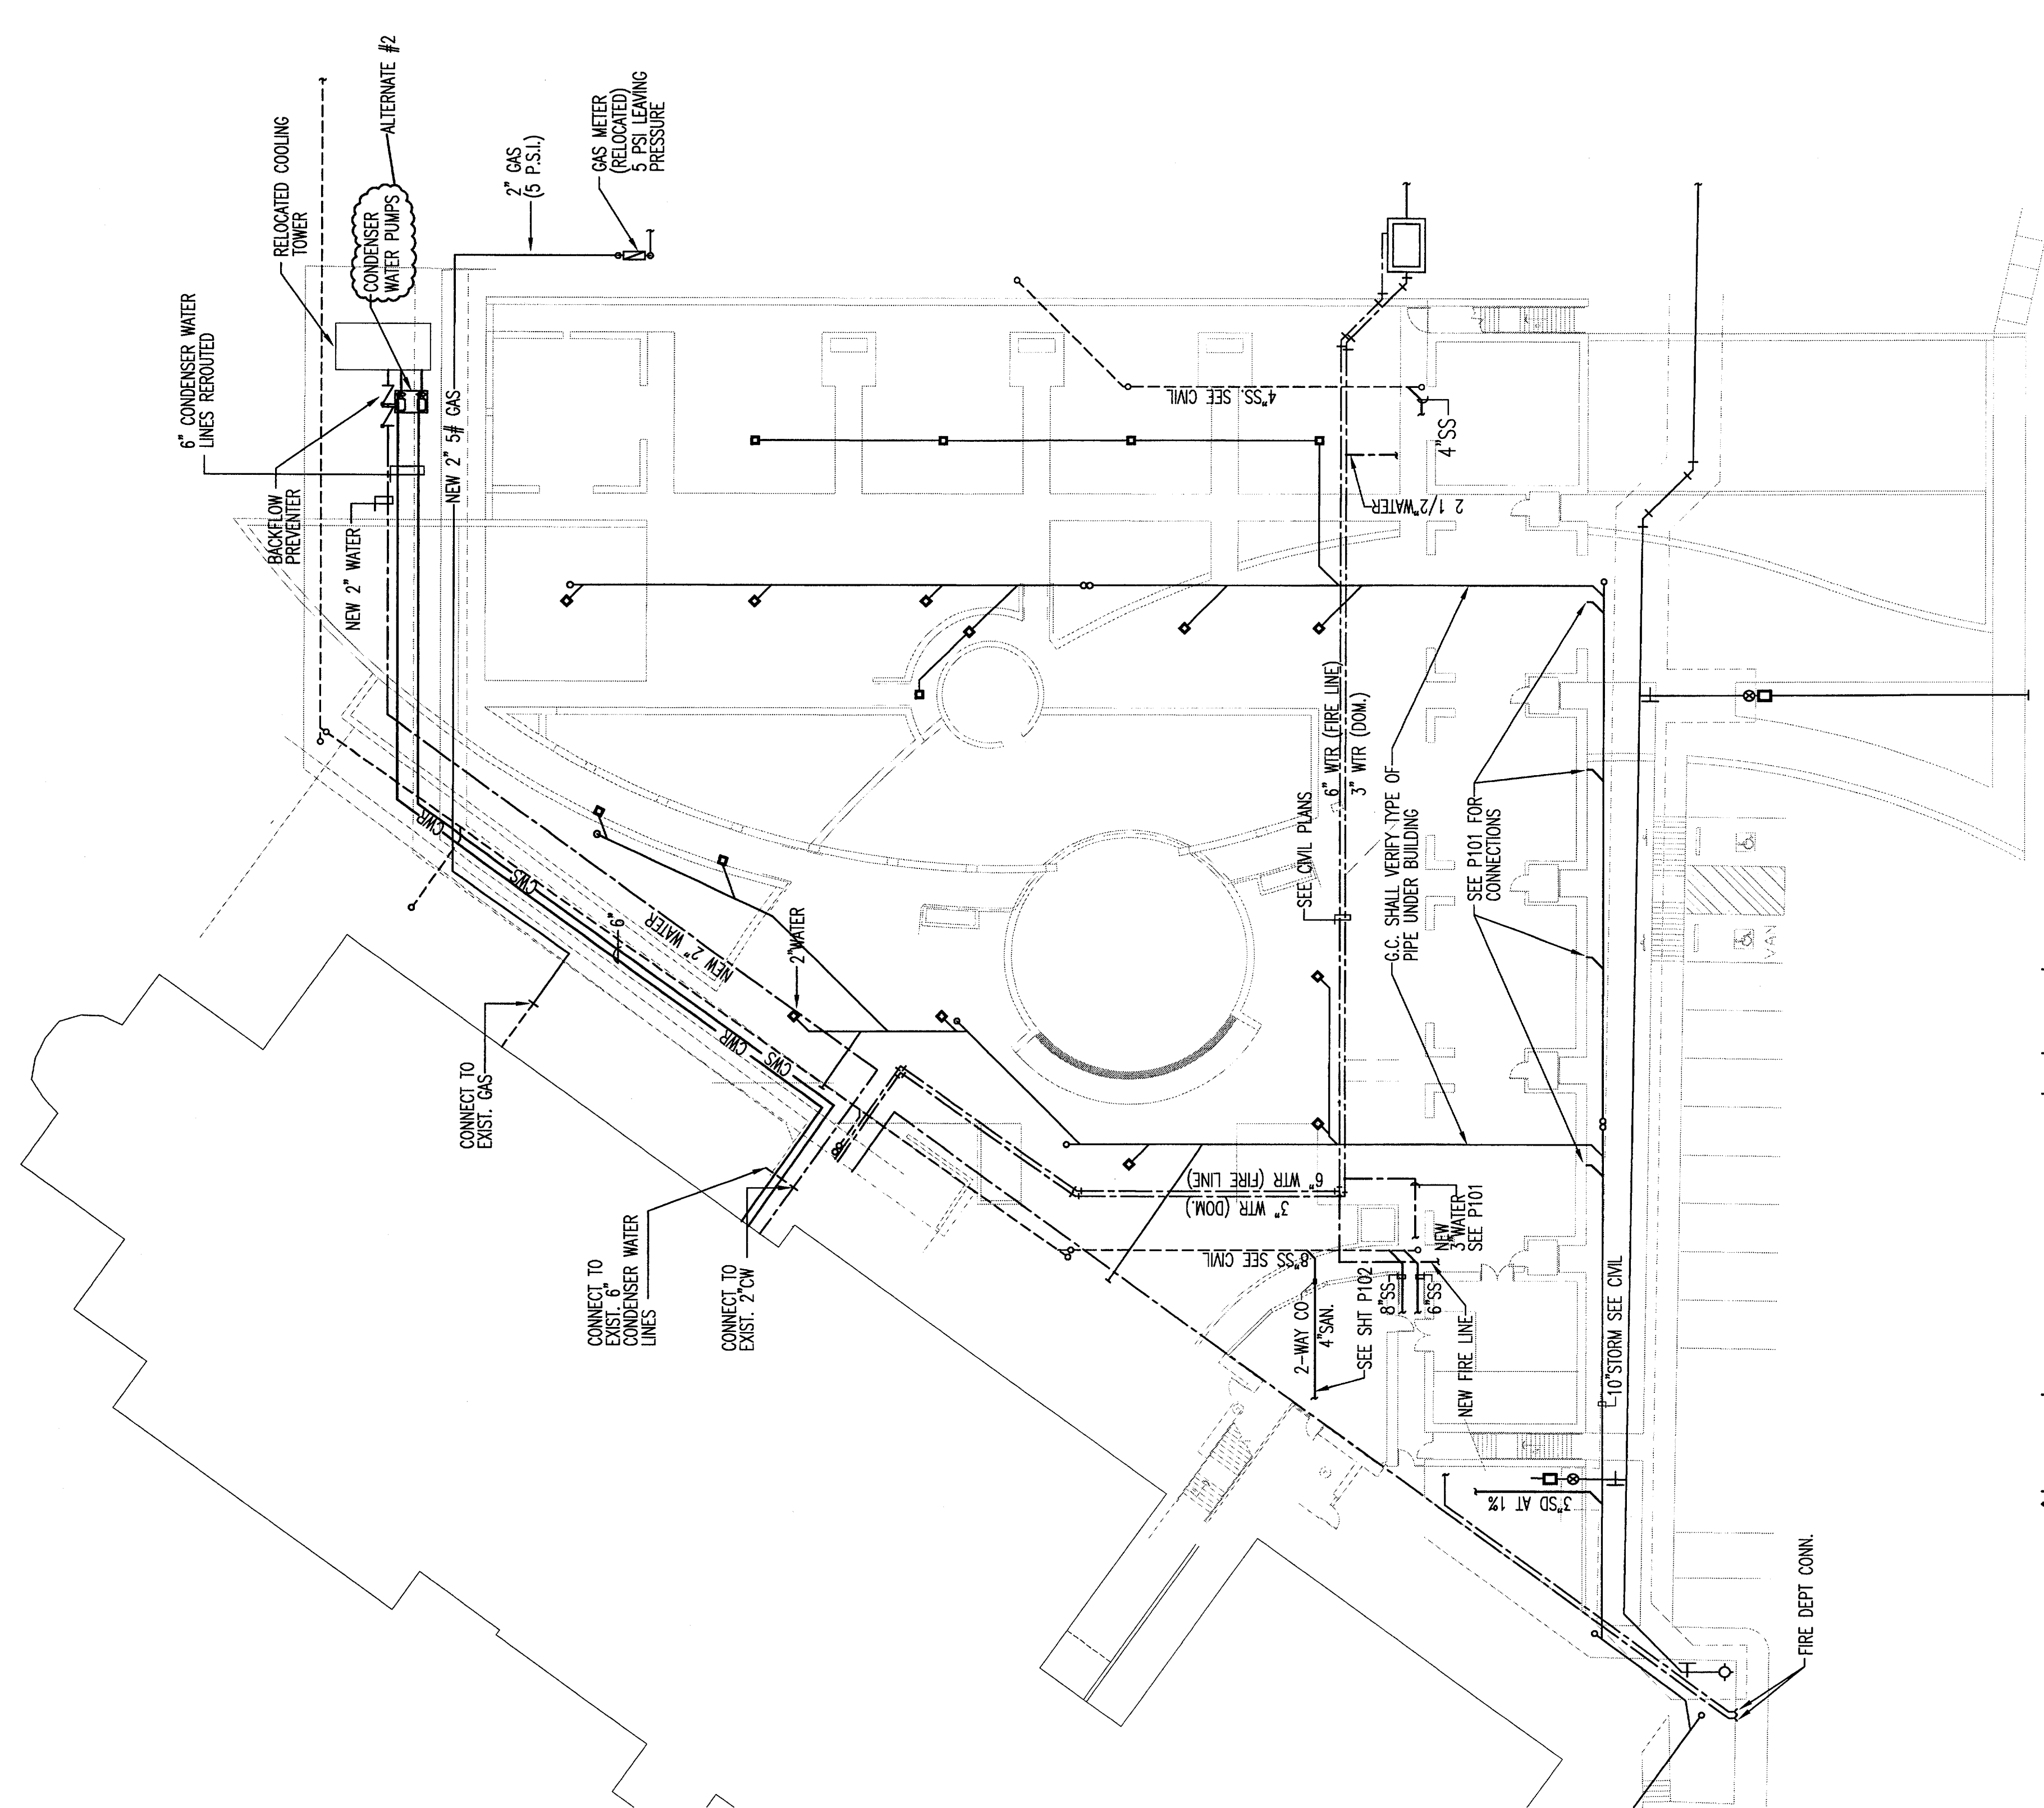 ALTERNATE #2
RELOCATED COOLING
TOWER
CONDENSER
WATER PUMPS
2" GAS
(5 P.S.I.)
GAS METER
(RELOCATED)
5 PSI LEAVING
PRESSURE
6" CONDENSER WATER
LINES REROUTED
BACKFLOW
PREVENTER
NEW 2" WATER
NEW 2" 5# GAS
4"SS, SEE CIVIL
4"SS
2 1/2"WATER
6" WTR (FIRE LINE)
3" WTR (DOM.)
SEE CIVIL PLANS
G.C. SHALL VERIFY TYPE OF
PIPE UNDER BUILDING
SEE P101 FOR
CONNECTIONS
CWR
CWS
6"
NEW 2" WATER
2"WATER
CWR
CWS
CONNECT TO
EXIST. GAS
CONNECT TO
EXIST. 6"
CONDENSER WATER
LINES
CONNECT TO
EXIST. 2"CW
6" WTR (FIRE LINE)
3" WTR, (DOM.)
8"SS SEE CIVIL
NEW
3"WATER
SEE P101
2-WAY CO
4"SAN.
SEE SHT P102
8"SS
6"SS
NEW FIRE LINE
10"STORM SEE CIVIL
3"SD AT 1%
VAN
FIRE DEPT CONN.